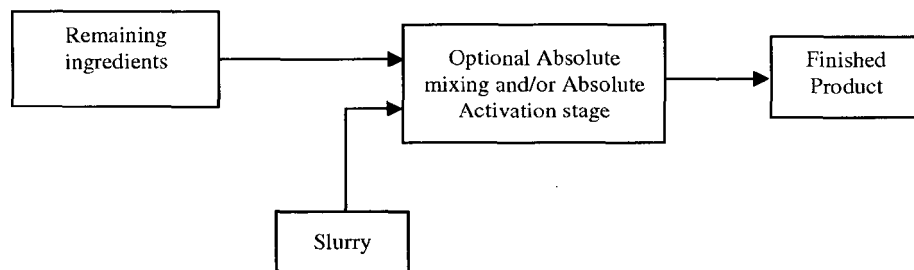 Remaining
ingredients
Optional Absolute
mixing and/or Absolute
Activation stage
Finished
Product
Slurry